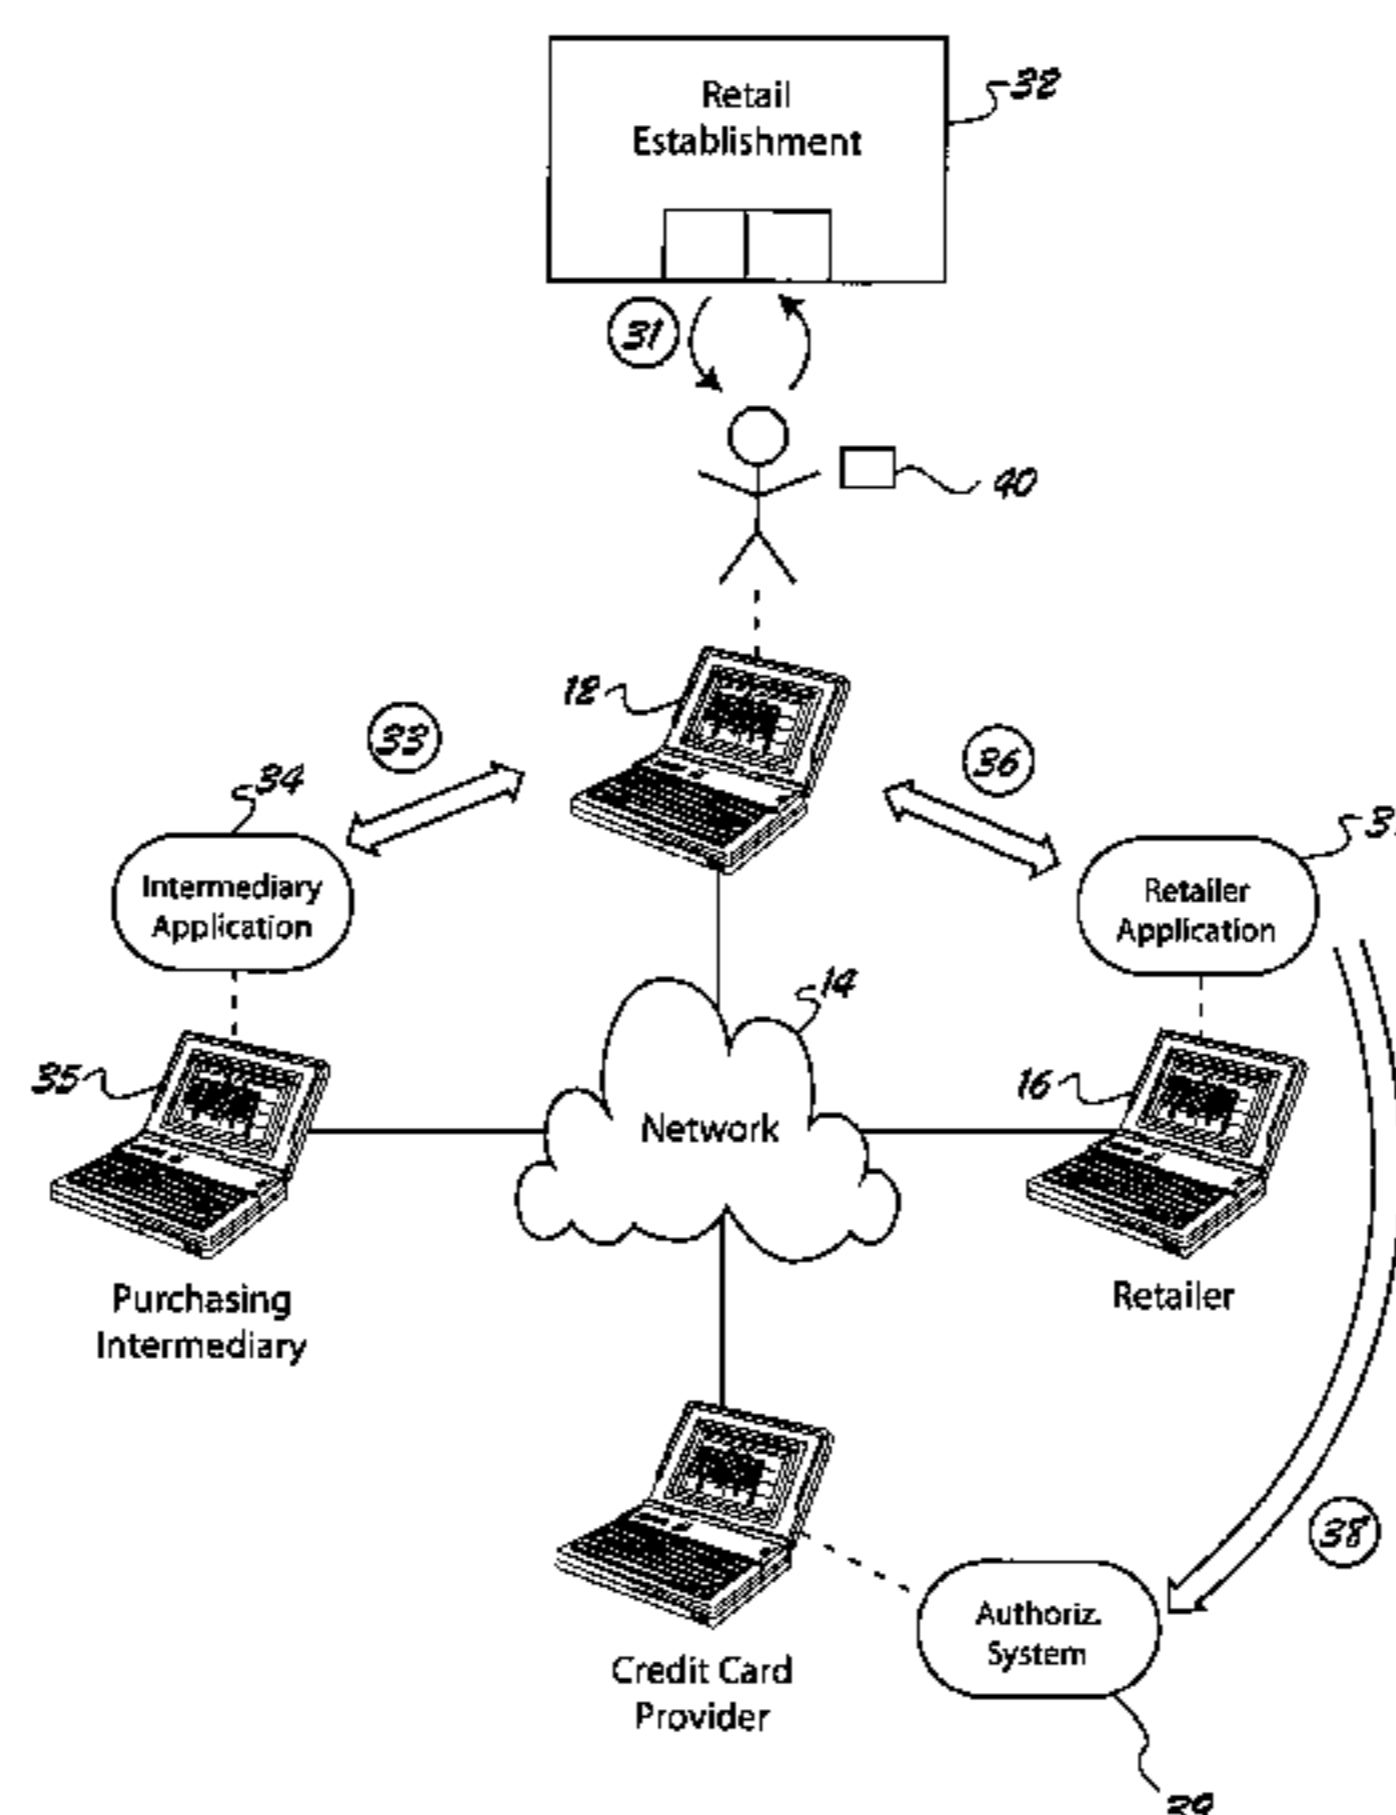 Retail
Establishment
32
31
40
12
33
36
34
Intermediary
Application
Retailer
Application
14
35
Network
16
Purchasing
Intermediary
Retailer
38
Credit Card
Provider
Authoriz.
System